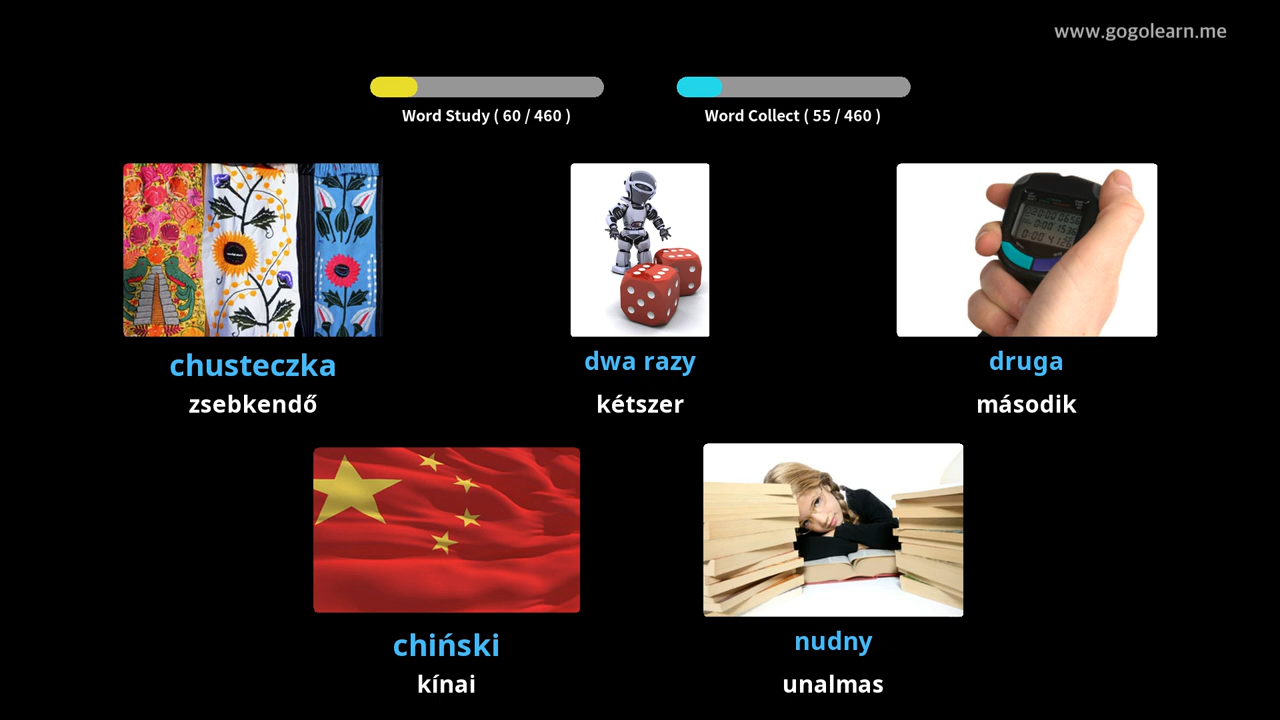 www.gogolearn.me
Word Study ( 60 / 460 )
Word Collect ( 55 / 460 )
chusteczka
zsebkendő
dwa razy
kétszer
druga
második
chiński
kínai
nudny
unalmas